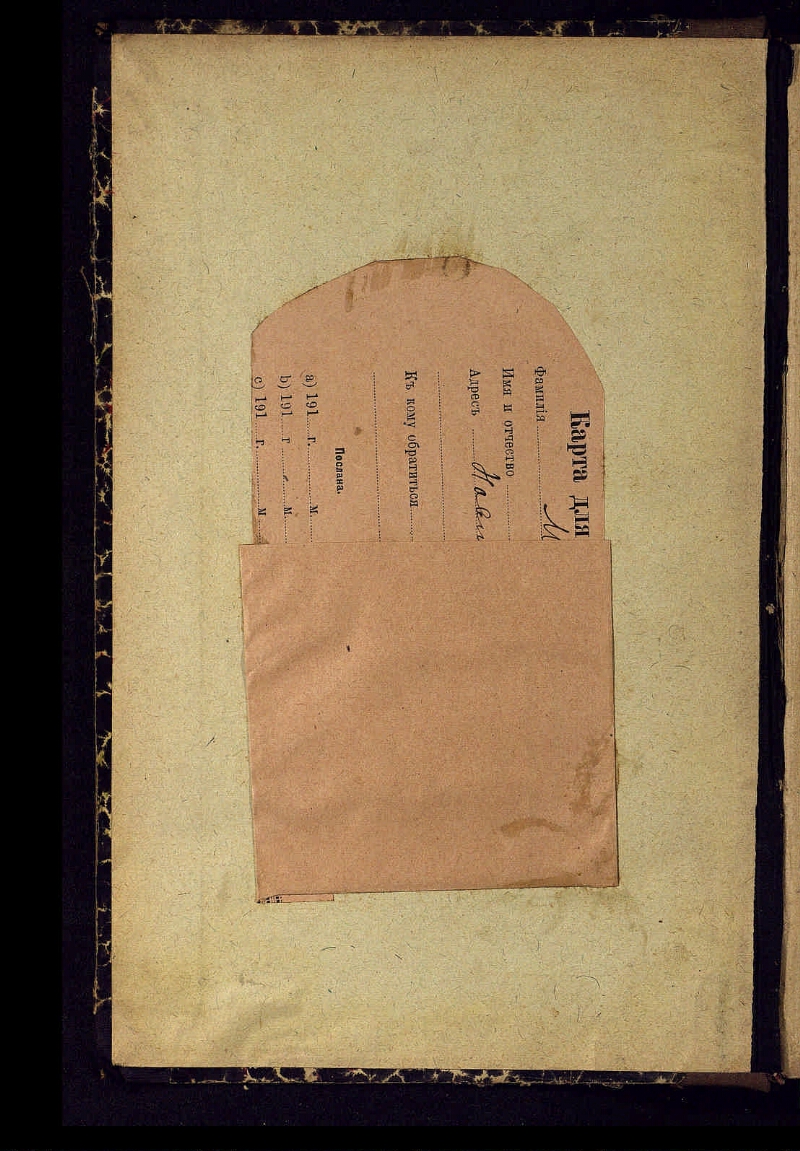 Карта для
Фамилія
Имя и отчество
Адресъ
Къ кому обратиться
Послана.
a) 191 г. м.
b) 191 г м.
c) 191 г. м